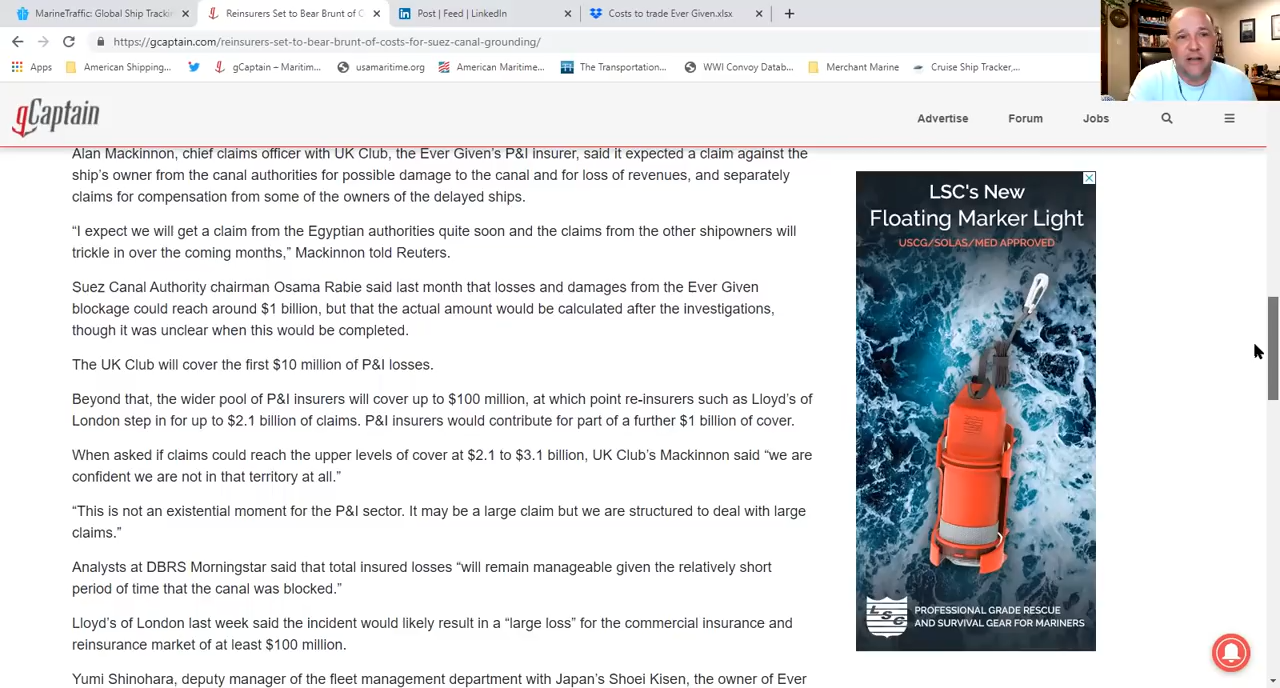 MarineTraffic: Global Ship Trackin
Reinsurers Set to Bear Brunt of C
Post | Feed | LinkedIn
Costs to trade Ever Given.xlsx
https://gcaptain.com/reinsurers-set-to-bear-brunt-of-costs-for-suez-canal-grounding/
Apps
American Shipping...
gCaptain – Maritim...
usamaritime.org
American Maritime...
The Transportation...
WWI Convoy Datab...
Merchant Marine
Cruise Ship Tracker,...
gCaptain
Advertise
Forum
Jobs
Alan Mackinnon, chief claims officer with UK Club, the Ever Given’s P&I insurer, said it expected a claim against the
ship’s owner from the canal authorities for possible damage to the canal and for loss of revenues, and separately
claims for compensation from some of the owners of the delayed ships.
“I expect we will get a claim from the Egyptian authorities quite soon and the claims from the other shipowners will
trickle in over the coming months,” Mackinnon told Reuters.
Suez Canal Authority chairman Osama Rabie said last month that losses and damages from the Ever Given
blockage could reach around $1 billion, but that the actual amount would be calculated after the investigations,
though it was unclear when this would be completed.
The UK Club will cover the first $10 million of P&I losses.
Beyond that, the wider pool of P&I insurers will cover up to $100 million, at which point re-insurers such as Lloyd’s of
London step in for up to $2.1 billion of claims. P&I insurers would contribute for part of a further $1 billion of cover.
When asked if claims could reach the upper levels of cover at $2.1 to $3.1 billion, UK Club’s Mackinnon said “we are
confident we are not in that territory at all.”
“This is not an existential moment for the P&I sector. It may be a large claim but we are structured to deal with large
claims.”
Analysts at DBRS Morningstar said that total insured losses “will remain manageable given the relatively short
period of time that the canal was blocked.”
Lloyd’s of London last week said the incident would likely result in a “large loss” for the commercial insurance and
reinsurance market of at least $100 million.
Yumi Shinohara, deputy manager of the fleet management department with Japan’s Shoei Kisen, the owner of Ever
LSC's New
Floating Marker Light
USCG/SOLAS/MED APPROVED
LSC
PROFESSIONAL GRADE RESCUE
AND SURVIVAL GEAR FOR MARINERS